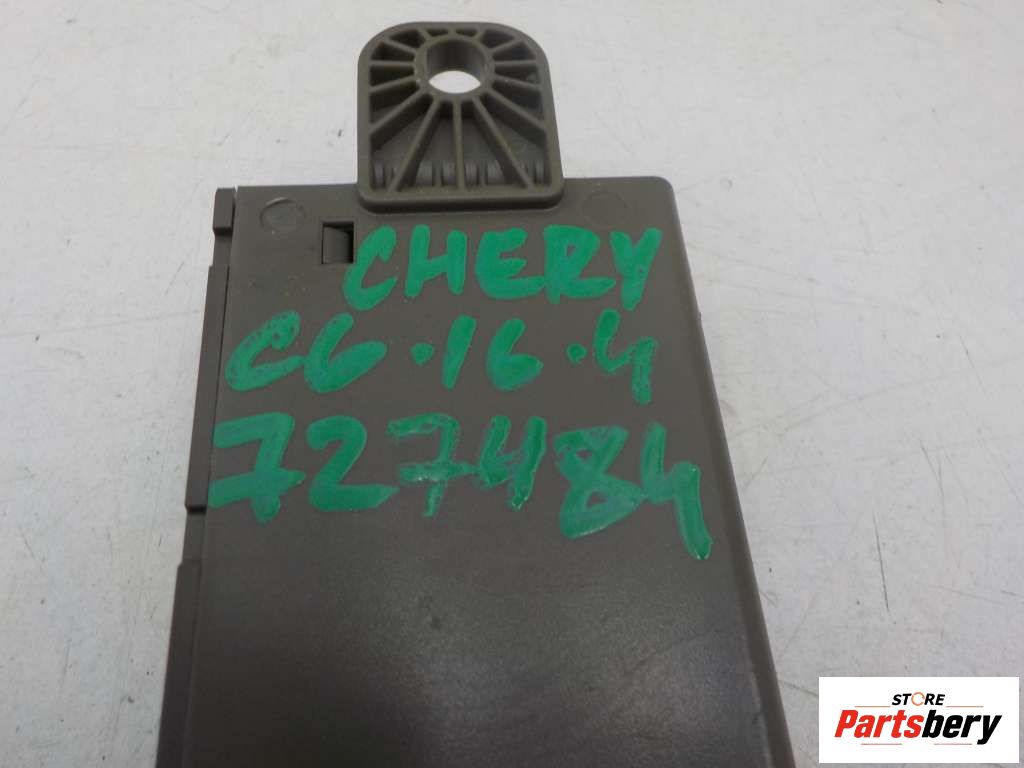 CHERY
C6.16.4
727484
STORE
Partsbery